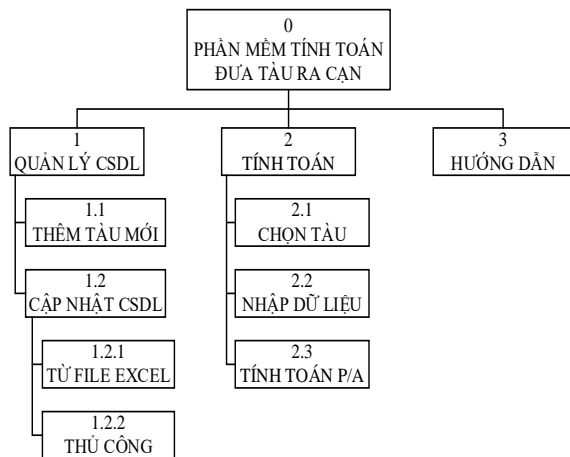 0
PHẦN MỀM TÍNH TOÁN
ĐƯA TÀU RA CẠN
1
QUẢN LÝ CSDL
2
TÍNH TOÁN
3
HƯỚNG DẪN
1.1
THÊM TÀU MỚI
2.1
CHỌN TÀU
1.2
CẬP NHẬT CSDL
2.2
NHẬP DỮ LIỆU
1.2.1
TỪ FILE EXCEL
2.3
TÍNH TOÁN P/A
1.2.2
THỦ CÔNG